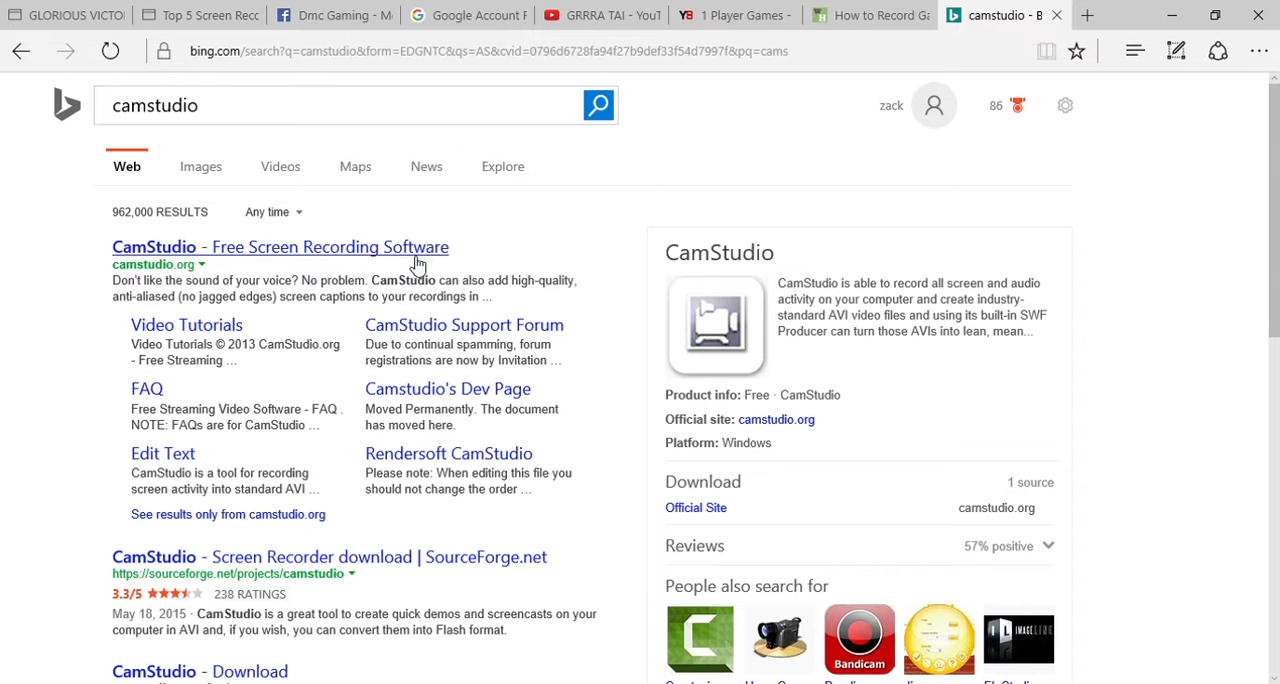 GLORIOUS VICTOI
Top 5 Screen Recc
Dmc Gaming - M
Google Account F
GRRRA TAI - YouT
1 Player Games -
How to Record Ga
camstudio - B
bing.com/search?q=camstudio&form=EDGNTC&qs=AS&cvid=0796d6728fa94f27b9def33f54d7997f&pq=cams
camstudio
zack
86
Web
Images
Videos
Maps
News
Explore
962,000 RESULTS
Any time
CamStudio - Free Screen Recording Software
camstudio.org
Don't like the sound of your voice? No problem. CamStudio can also add high-quality,
anti-aliased (no jagged edges) screen captions to your recordings in ...
Video Tutorials
Video Tutorials © 2013 CamStudio.org
- Free Streaming ...
CamStudio Support Forum
Due to continual spamming, forum
registrations are now by Invitation ...
FAQ
Free Streaming Video Software - FAQ .
NOTE: FAQs are for CamStudio ...
Camstudio's Dev Page
Moved Permanently. The document
has moved here.
Edit Text
CamStudio is a tool for recording
screen activity into standard AVI ...
Rendersoft CamStudio
Please note: When editing this file you
should not change the order ...
See results only from camstudio.org
CamStudio - Screen Recorder download | SourceForge.net
https://sourceforge.net/projects/camstudio
3.3/5
238 RATINGS
May 18, 2015 · CamStudio is a great tool to create quick demos and screencasts on your
computer in AVI and, if you wish, you can convert them into Flash format.
CamStudio - Download
CamStudio
CamStudio is able to record all screen and audio
activity on your computer and create industry-
standard AVI video files and using its built-in SWF
Producer can turn those AVIs into lean, mean...
Product info: Free · CamStudio
Official site: camstudio.org
Platform: Windows
Download
1 source
Official Site
camstudio.org
Reviews
57% positive
People also search for
Bandicam
IMAGELINE